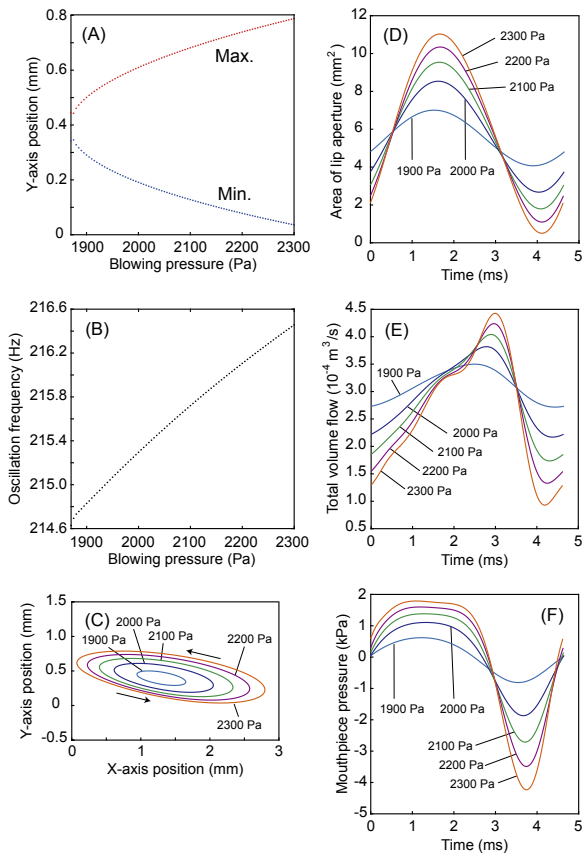 (A)
Y-axis position (mm)
0.8
0.6
0.4
0.2
0
Max.
Min.
1900
2000
2100
2200
2300
Blowing pressure (Pa)
(B)
Oscillation frequency (Hz)
216.6
216.2
215.8
215.4
215.0
214.6
1900
2000
2100
2200
2300
Blowing pressure (Pa)
(C)
Y-axis position (mm)
1.5
1.0
0.5
0
-0.5
2000 Pa
1900 Pa
2100 Pa
2200 Pa
2300 Pa
0
1
2
3
X-axis position (mm)
(D)
Area of lip aperture (mm2)
12
10
8
6
4
2
0
2300 Pa
2200 Pa
2100 Pa
2000 Pa
1900 Pa
0
1
2
3
4
5
Time (ms)
(E)
Total volume flow (10-4 m3/s)
4.5
4.0
3.5
3.0
2.5
2.0
1.5
1.0
0.5
1900 Pa
2000 Pa
2100 Pa
2200 Pa
2300 Pa
0
1
2
3
4
5
Time (ms)
(F)
Mouthpiece pressure (kPa)
2
1
0
-1
-2
-3
-4
-5
1900 Pa
2000 Pa
2100 Pa
2200 Pa
2300 Pa
0
1
2
3
4
5
Time (ms)